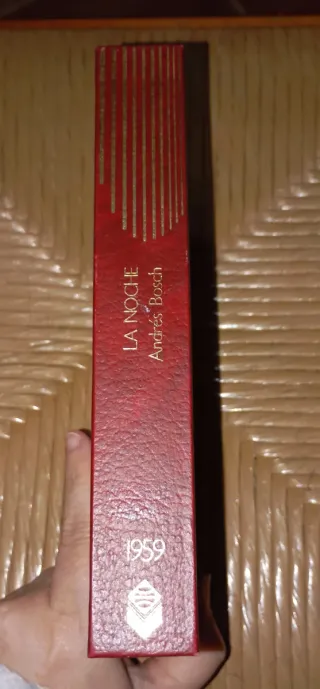 LA NOCHE
Andrés Bosch
1959